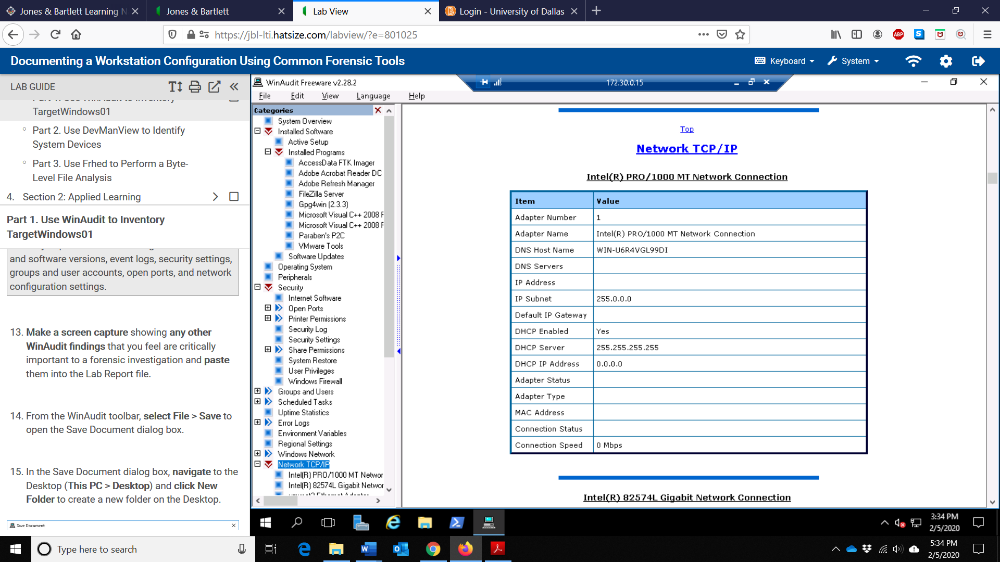 Jones & Bartlett Learning N
Jones & Bartlett
Lab View
Login - University of Dallas
https://jbl-lti.hatsize.com/labview/?e=801025
ABP
S
Documenting a Workstation Configuration Using Common Forensic Tools
Keyboard
System
LAB GUIDE
Part 1. Use WinAudit to Inventory
TargetWindows01
Part 2. Use DevManView to Identify
System Devices
Part 3. Use Frhed to Perform a Byte-
Level File Analysis
4. Section 2: Applied Learning
Part 1. Use WinAudit to Inventory
TargetWindows01
and software versions, event logs, security settings,
groups and user accounts, open ports, and network
configuration settings.
13. Make a screen capture showing any other
WinAudit findings that you feel are critically
important to a forensic investigation and paste
them into the Lab Report file.
14. From the WinAudit toolbar, select File > Save to
open the Save Document dialog box.
15. In the Save Document dialog box, navigate to the
Desktop (This PC > Desktop) and click New
Folder to create a new folder on the Desktop.
Save Document
WinAudit Freeware v2.28.2
172.30.0.15
File Edit View Language Help
Categories
System Overview
Installed Software
Active Setup
Installed Programs
AccessData FTK Imager
Adobe Acrobat Reader DC
Adobe Refresh Manager
FileZilla Server
Gpg4win (2.3.3)
Microsoft Visual C++ 2008 F
Microsoft Visual C++ 2008 F
Paraben's P2C
VMware Tools
Software Updates
Operating System
Peripherals
Security
Internet Software
Open Ports
Printer Permissions
Security Log
Security Settings
Share Permissions
System Restore
User Privileges
Windows Firewall
Groups and Users
Scheduled Tasks
Uptime Statistics
Error Logs
Environment Variables
Regional Settings
Windows Network
Network TCP/IP
Intel(R) PRO/1000 MT Networ
Intel(R) 82574L Gigabit Networ
Top
Network TCP/IP
Intel(R) PRO/1000 MT Network Connection
Item Value
Adapter Number 1
Adapter Name Intel(R) PRO/1000 MT Network Connection
DNS Host Name WIN-U6R4VGL99DI
DNS Servers
IP Address
IP Subnet 255.0.0.0
Default IP Gateway
DHCP Enabled Yes
DHCP Server 255.255.255.255
DHCP IP Address 0.0.0.0
Adapter Status
Adapter Type
MAC Address
Connection Status
Connection Speed 0 Mbps
Intel(R) 82574L Gigabit Network Connection
3:34 PM
2/5/2020
Type here to search
5:34 PM
2/5/2020